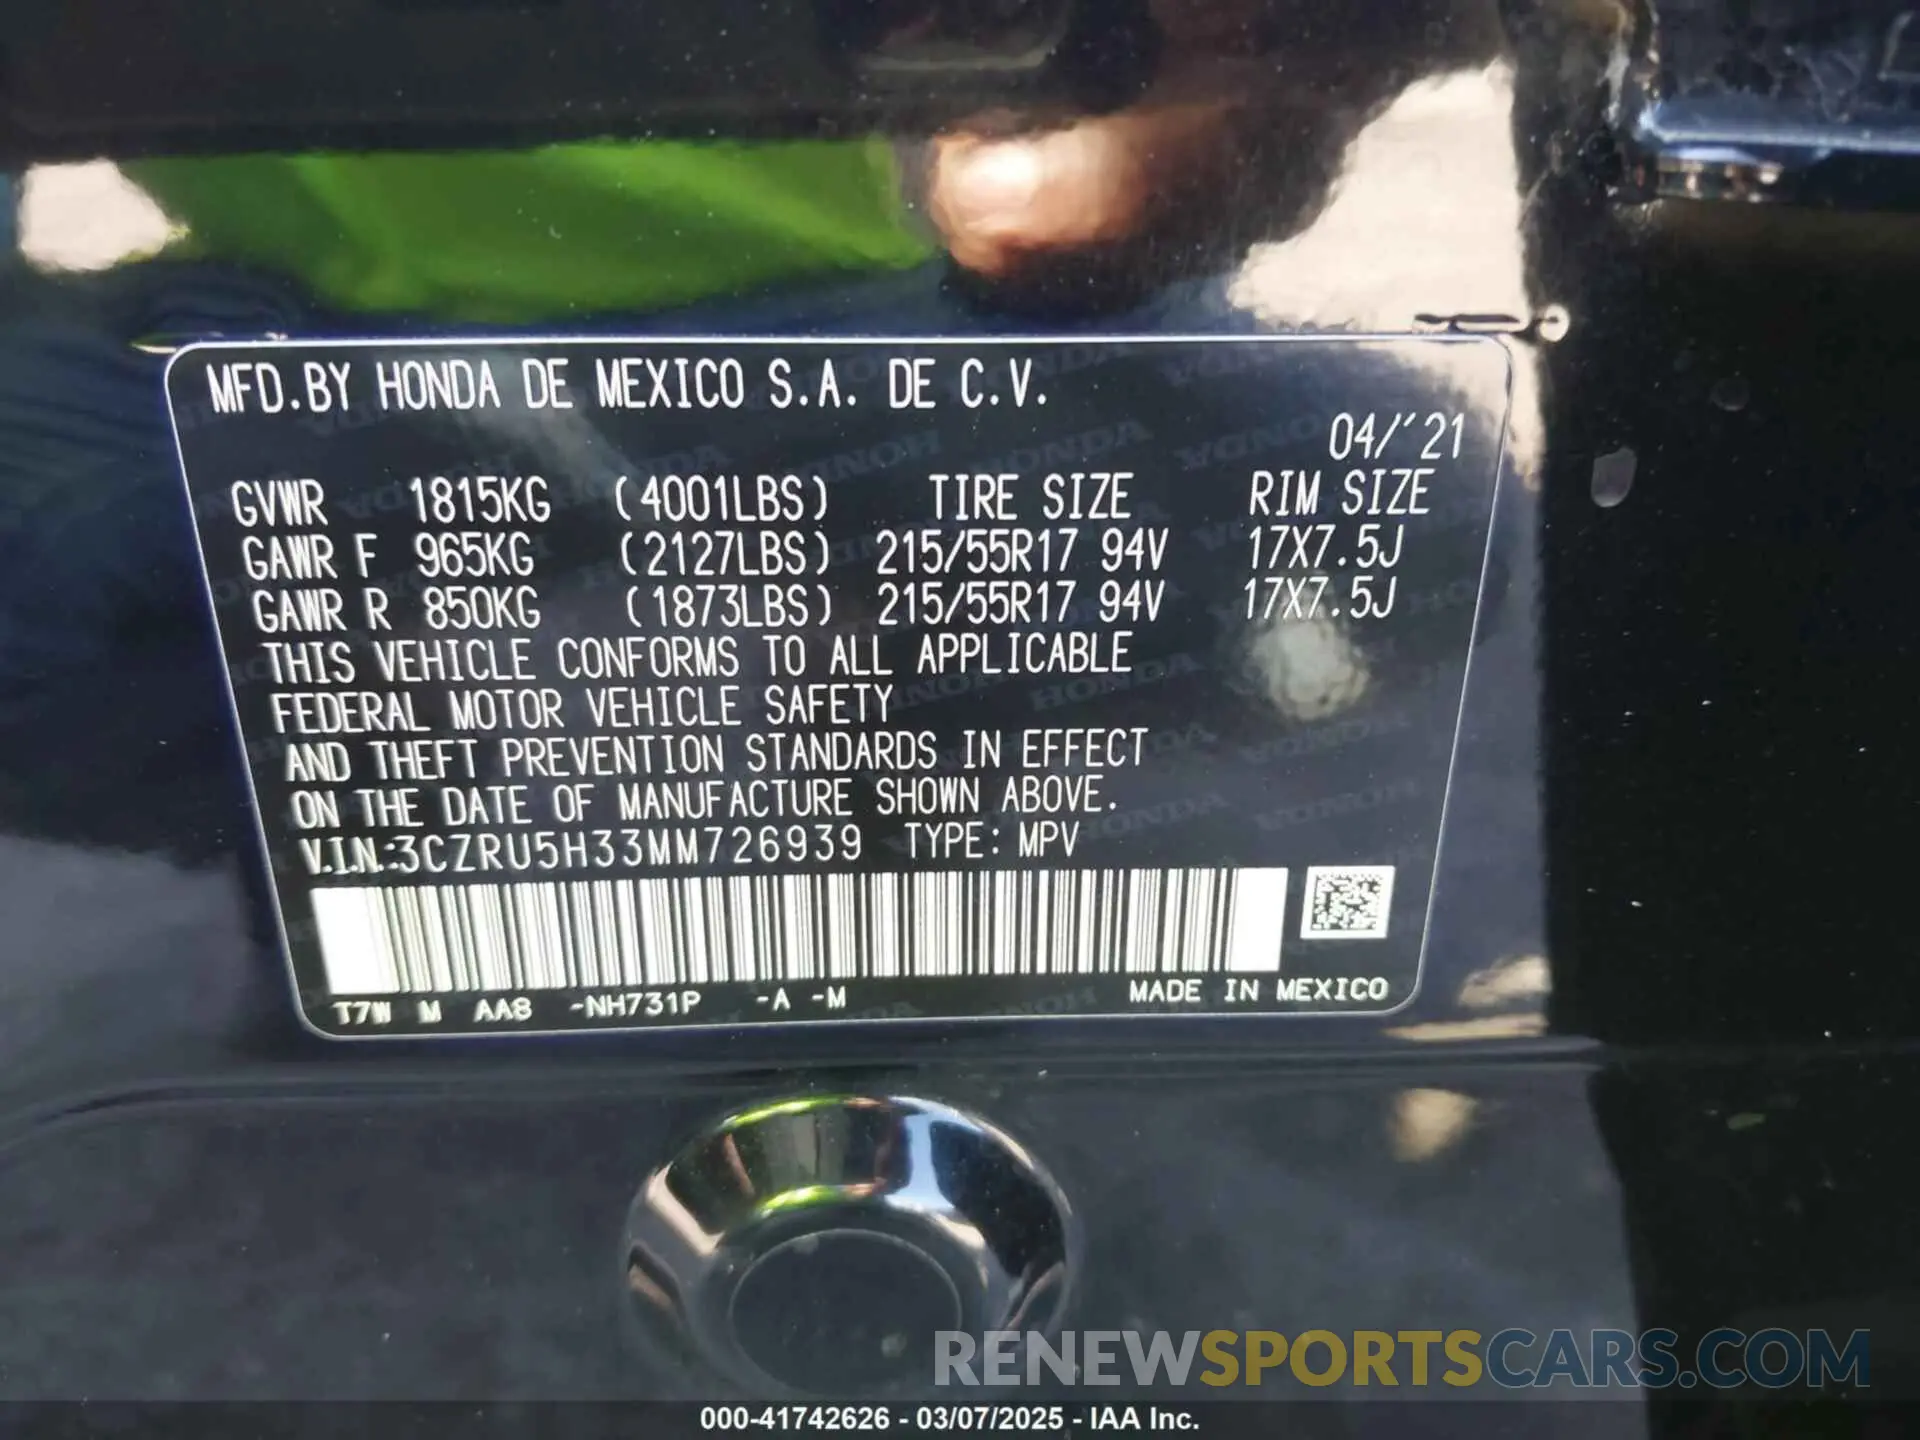 MFD.BY HONDA DE MEXICO S.A. DE C.V.
04/'21
GVWR 1815KG (4001LBS) TIRE SIZE RIM SIZE
GAWR F 965KG (2127LBS) 215/55R17 94V 17X7.5J
GAWR R 850KG (1873LBS) 215/55R17 94V 17X7.5J
THIS VEHICLE CONFORMS TO ALL APPLICABLE
FEDERAL MOTOR VEHICLE SAFETY
AND THEFT PREVENTION STANDARDS IN EFFECT
ON THE DATE OF MANUFACTURE SHOWN ABOVE.
V.I.N.:3CZRU5H33MM726939 TYPE: MPV
T7W M AA8 -NH731P -A -M MADE IN MEXICO
RENEWSPORTSCARS.COM
000-41742626 - 03/07/2025 - IAA Inc.